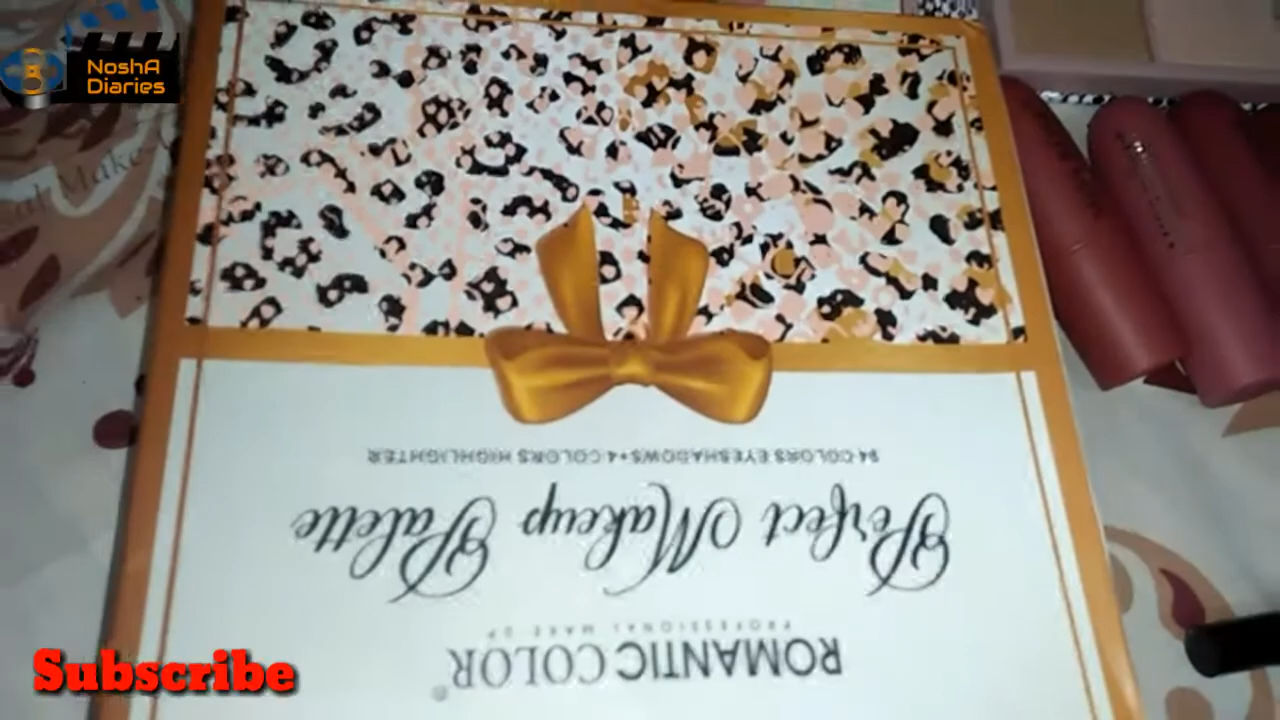 NoshA
Diaries
ROMANTIC COLOR®
PROFESSIONAL MAKE UP
Perfect Makeup Palette
94 COLORS EYESHADOWS+4 COLORS HIGHLIGHTER
Subscribe